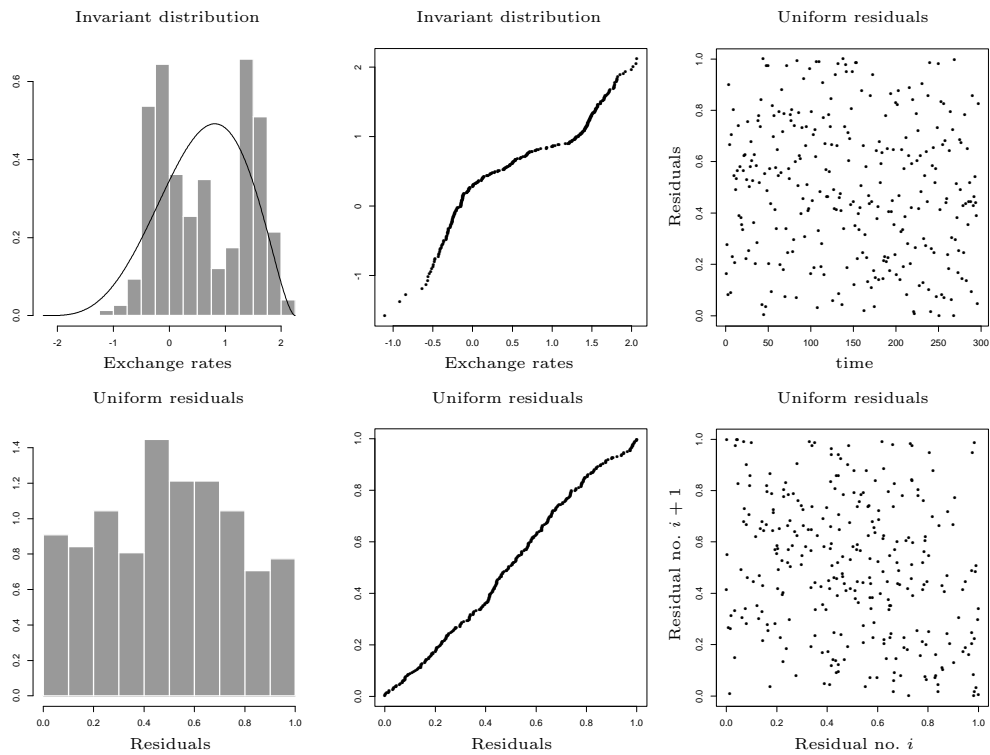 Invariant distribution
0.0 0.2 0.4 0.6
-2 -1 0 1 2
Exchange rates
Invariant distribution
-1 0 1 2
-1.0 -0.5 0.0 0.5 1.0 1.5 2.0
Exchange rates
Uniform residuals
Residuals
0.0 0.2 0.4 0.6 0.8 1.0
0 50 100 150 200 250 300
time
Uniform residuals
0.0 0.2 0.4 0.6 0.8 1.0 1.2 1.4
0.0 0.2 0.4 0.6 0.8 1.0
Residuals
Uniform residuals
0.0 0.2 0.4 0.6 0.8 1.0
0.0 0.2 0.4 0.6 0.8 1.0
Residuals
Uniform residuals
Residual no. i + 1
0.0 0.2 0.4 0.6 0.8 1.0
0.0 0.2 0.4 0.6 0.8 1.0
Residual no. i